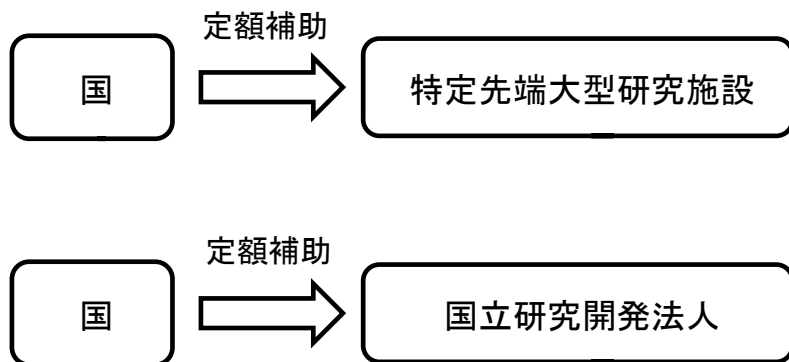 定額補助
国
特定先端大型研究施設
定額補助
国
国立研究開発法人